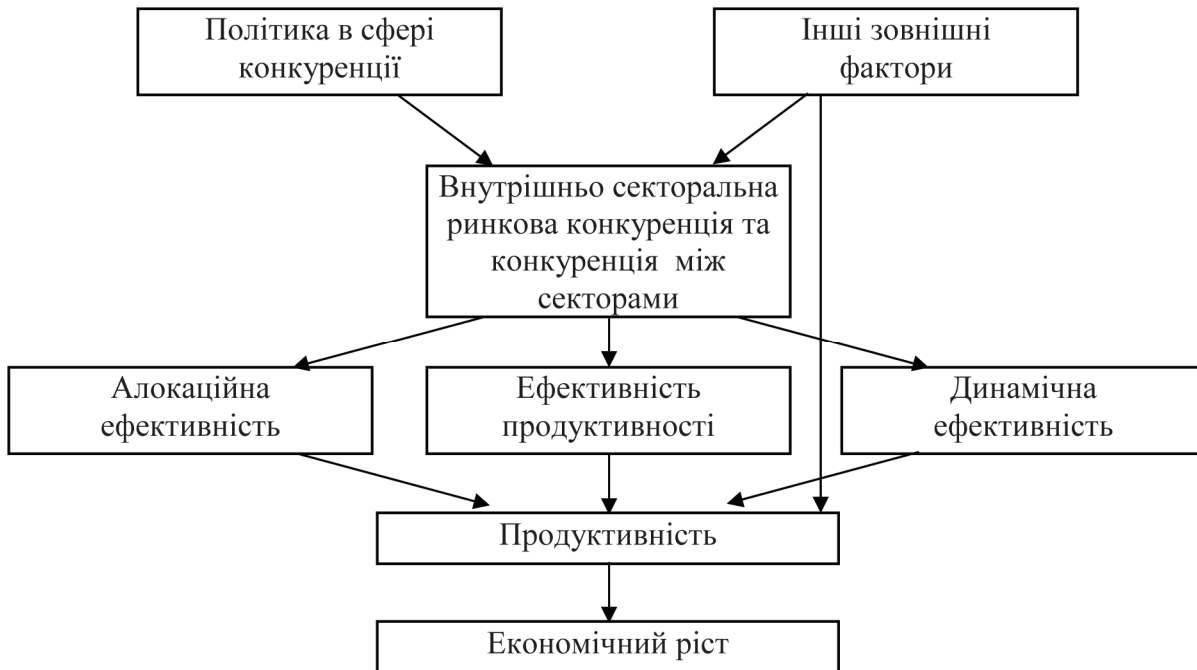 Політика в сфері
конкуренції
Інші зовнішні
фактори
Внутрішньо секторальна
ринкова конкуренція та
конкуренція  між
секторами
Алокаційна
ефективність
Ефективність
продуктивності
Динамічна
ефективність
Продуктивність
Економічний ріст